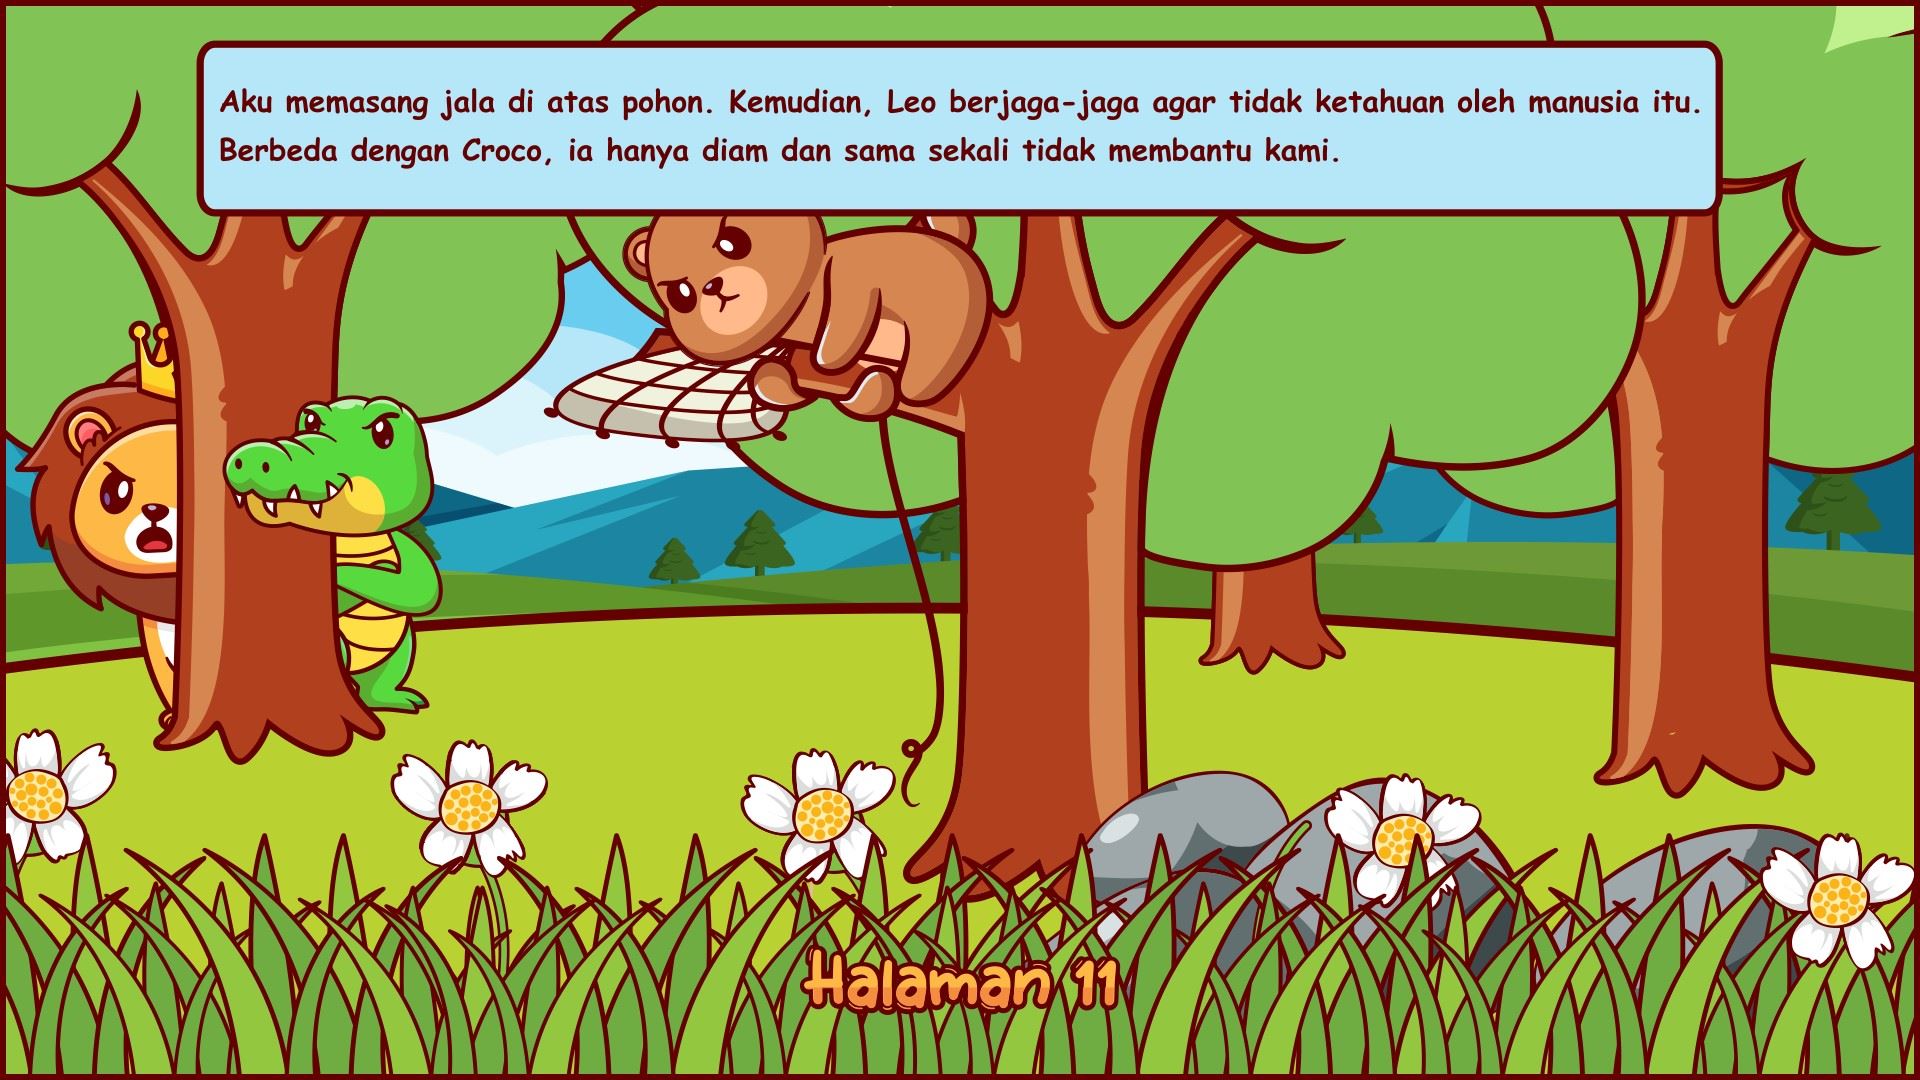 Aku memasang jala di atas pohon. Kemudian, Leo berjaga-jaga agar tidak ketahuan oleh manusia itu.
Berbeda dengan Croco, ia hanya diam dan sama sekali tidak membantu kami.
Halaman 11